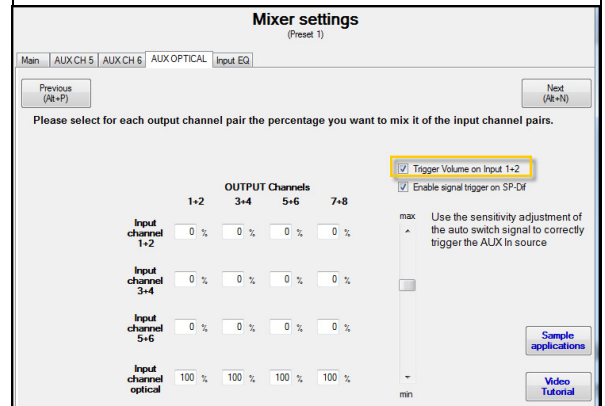 Mixer settings
(Preset 1)
Main AUX CH 5 AUX CH 6 AUX OPTICAL Input EQ
Previous
(Alt+P)
Next
(Alt+N)
Please select for each output channel pair the percentage you want to mix it of the input channel pairs.
Trigger Volume on Input 1+2
Enable signal trigger on SP-Dif
OUTPUT Channels
1+2 3+4 5+6 7+8
max
Use the sensitivity adjustment of
the auto switch signal to correctly
trigger the AUX In source
Input
channel
1+2
0 % 0 % 0 % 0 %
Input
channel
3+4
0 % 0 % 0 % 0 %
Input
channel
5+6
0 % 0 % 0 % 0 %
Sample
applications
Input
channel
optical
100 % 100 % 100 % 100 %
min
Video
Tutorial